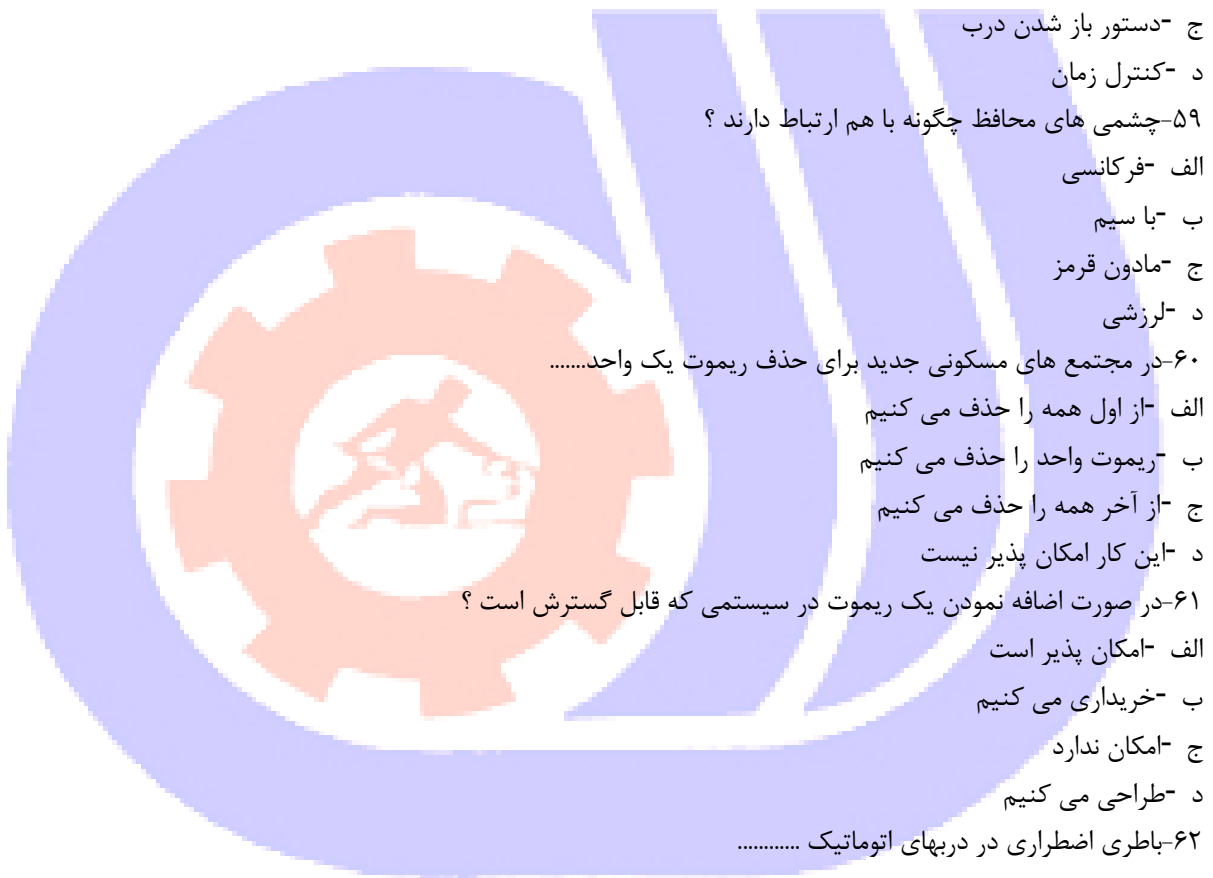 ج -دستور باز شدن درب
د -کنترل زمان
۵۹-چشمی های محافظ چگونه با هم ارتباط دارند ؟
الف -فرکانسی
ب -با سیم
ج -مادون قرمز
د -لرزشی
۶۰-در مجتمع های مسکونی جدید برای حذف ریموت یک واحد.......
الف -از اول همه را حذف می کنیم
ب -ریموت واحد را حذف می کنیم
ج -از آخر همه را حذف می کنیم
د -این کار امکان پذیر نیست
۶۱-در صورت اضافه نمودن یک ریموت در سیستمی که قابل گسترش است ؟
الف -امکان پذیر است
ب -خریداری می کنیم
ج -امکان ندارد
د -طراحی می کنیم
۶۲-باطری اضطراری در دربهای اتوماتیک ............